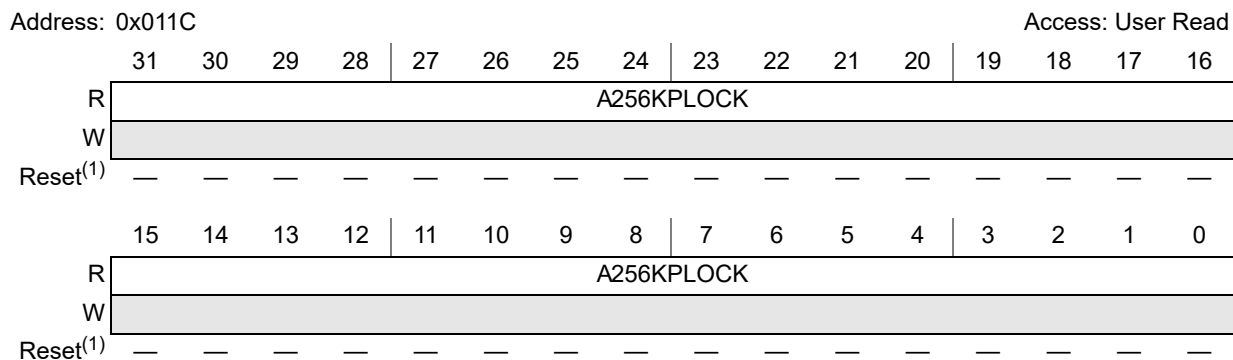 Address: 0x011C Access: User Read
31 30 29 28 27 26 25 24 23 22 21 20 19 18 17 16
R A256KPLOCK
W
Reset(1) — — — — — — — — — — — — — — — —
15 14 13 12 11 10 9 8 7 6 5 4 3 2 1 0
R A256KPLOCK
W
Reset(1) — — — — — — — — — — — — — — — —